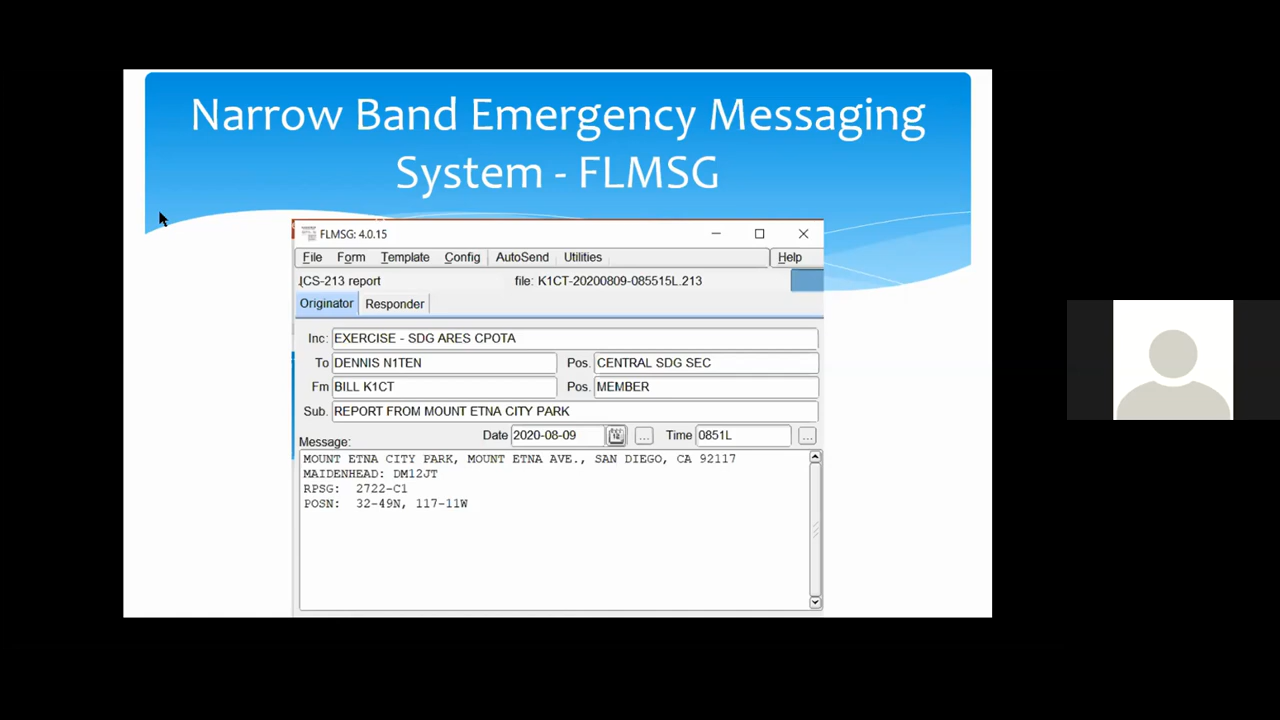 Narrow Band Emergency Messaging
System - FLMSG
FLMSG: 4.0.15
File Form Template Config AutoSend Utilities Help
ICS-213 report file: K1CT-20200809-085515L.213
Originator Responder
Inc: EXERCISE - SDG ARES CPOTA
To DENNIS N1TEN Pos. CENTRAL SDG SEC
Fm BILL K1CT Pos. MEMBER
Sub. REPORT FROM MOUNT ETNA CITY PARK
Date 2020-08-09 ... Time 0851L ...
Message:
MOUNT ETNA CITY PARK, MOUNT ETNA AVE., SAN DIEGO, CA 92117
MAIDENHEAD: DM12JT
RPSG: 2722-C1
POSN: 32-49N, 117-11W